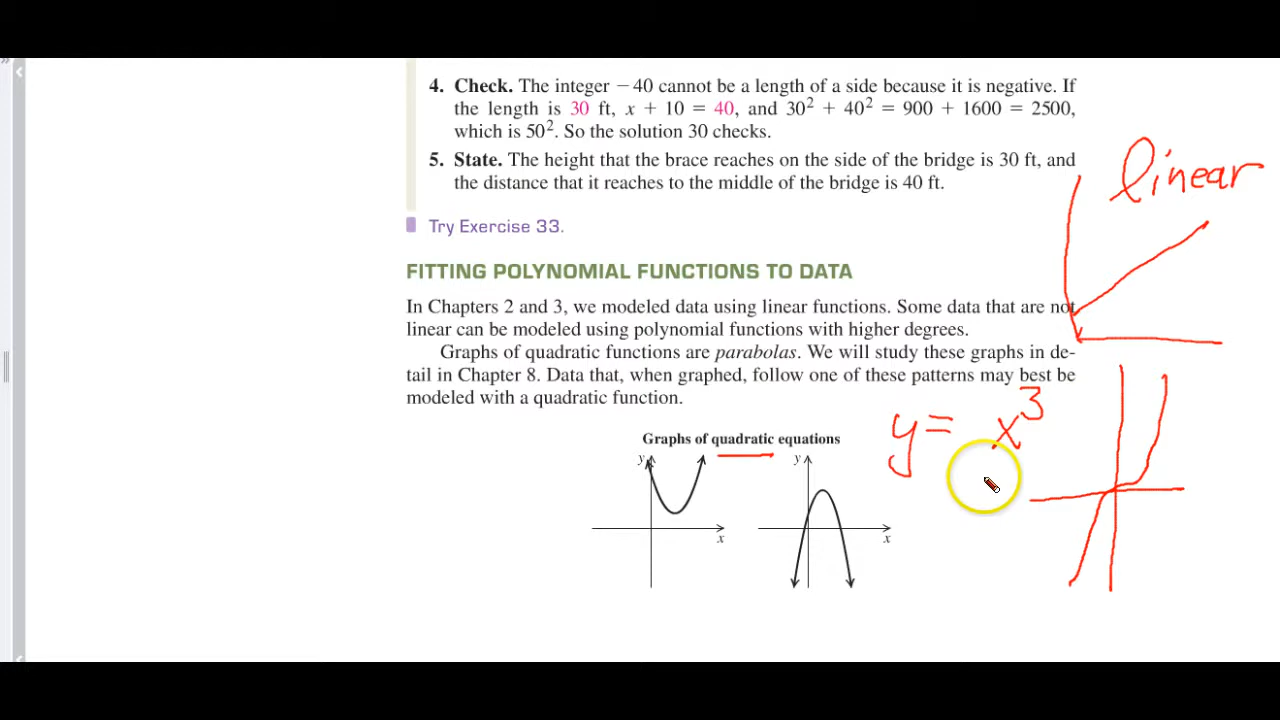 4. Check. The integer −40 cannot be a length of a side because it is negative. If
the length is 30 ft, x + 10 = 40, and 30² + 40² = 900 + 1600 = 2500,
which is 50². So the solution 30 checks.
5. State. The height that the brace reaches on the side of the bridge is 30 ft, and
the distance that it reaches to the middle of the bridge is 40 ft.
Try Exercise 33.
linear
FITTING POLYNOMIAL FUNCTIONS TO DATA
In Chapters 2 and 3, we modeled data using linear functions. Some data that are not
linear can be modeled using polynomial functions with higher degrees.
Graphs of quadratic functions are parabolas. We will study these graphs in de-
tail in Chapter 8. Data that, when graphed, follow one of these patterns may best be
modeled with a quadratic function.
y = x³
Graphs of quadratic equations
y
x
y
x